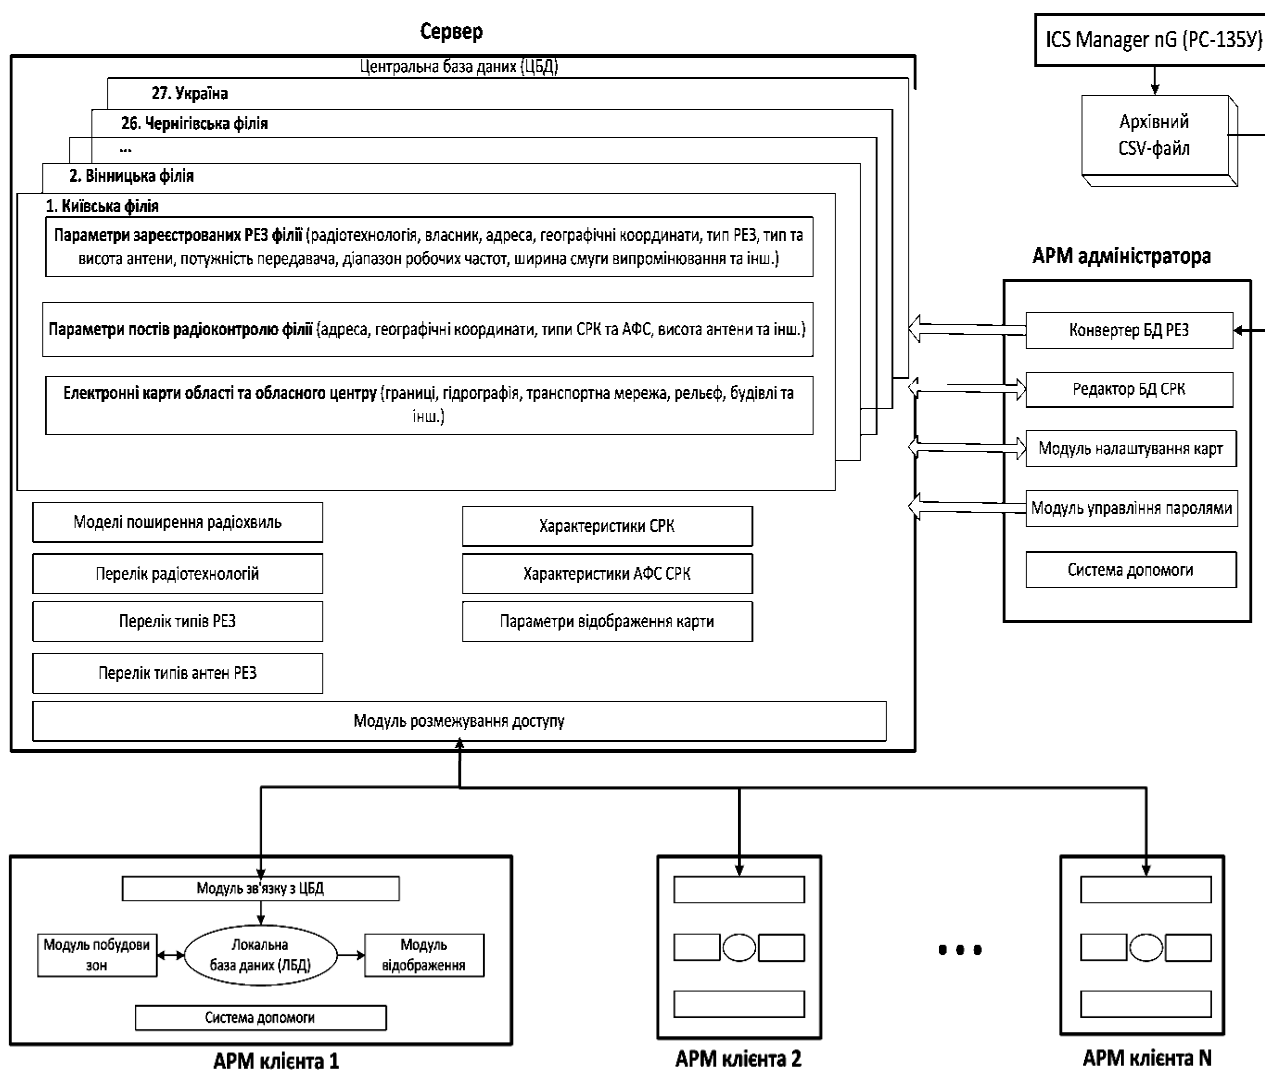 Сервер
Центральна база даних (ЦБД)
27. Україна
26. Чернігівська філія
...
2. Вінницька філія
1. Київська філія
Параметри зареєстрованих РЕЗ філії (радіотехнологія, власник, адреса, географічні координати, тип РЕЗ, тип та
висота антени, потужність передавача, діапазон робочих частот, ширина смуги випромінювання та інш.)
Параметри постів радіоконтролю філії (адреса, географічні координати, типи СРК та АФС, висота антени та інш.)
Електронні карти області та обласного центру (границі, гідрографія, транспортна мережа, рельєф, будівлі та
інш.)
Моделі поширення радіохвиль
Перелік радіотехнологій
Перелік типів РЕЗ
Перелік типів антен РЕЗ
Характеристики СРК
Характеристики АФС СРК
Параметри відображення карти
Модуль розмежування доступу
ICS Manager nG (РС-135У)
Архівний
CSV-файл
АРМ адміністратора
Конвертер БД РЕЗ
Редактор БД СРК
Модуль налаштування карт
Модуль управління паролями
Система допомоги
Модуль зв'язку з ЦБД
Модуль побудови
зон
Локальна
база даних (ЛБД)
Модуль
відображення
Система допомоги
АРМ клієнта 1
АРМ клієнта 2
...
АРМ клієнта N